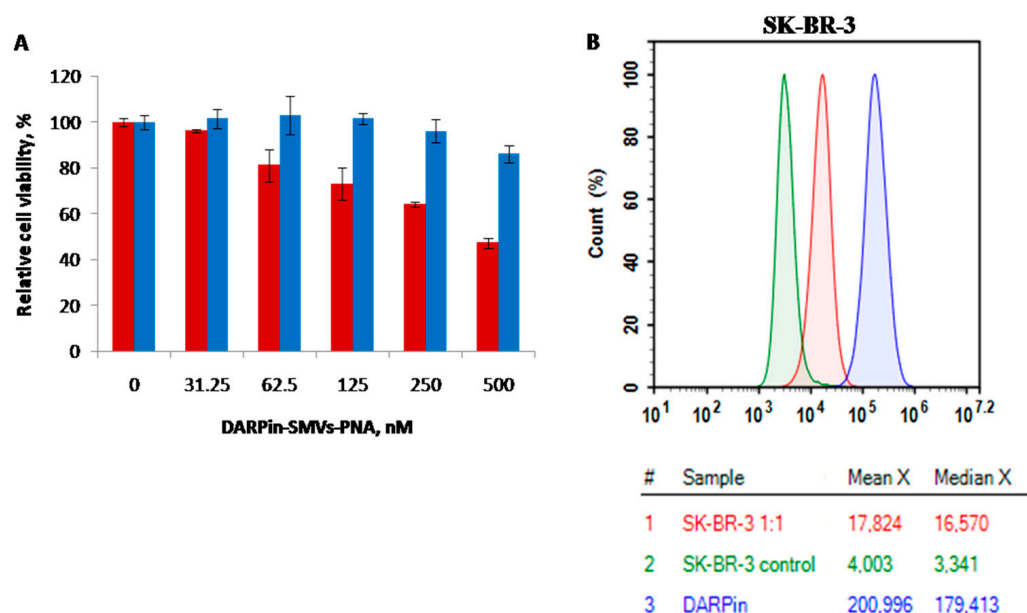 A
Relative cell viability, %
120
100
80
60
40
20
0
0 31.25 62.5 125 250 500
DARPin-SMVs-PNA, nM
B
SK-BR-3
Count (%)
100
80
60
40
20
0
10^1 10^2 10^3 10^4 10^5 10^6 10^7.2
# Sample Mean X Median X
1 SK-BR-3 1:1 17,824 16,570
2 SK-BR-3 control 4,003 3,341
3 DARPin 200,996 179,413